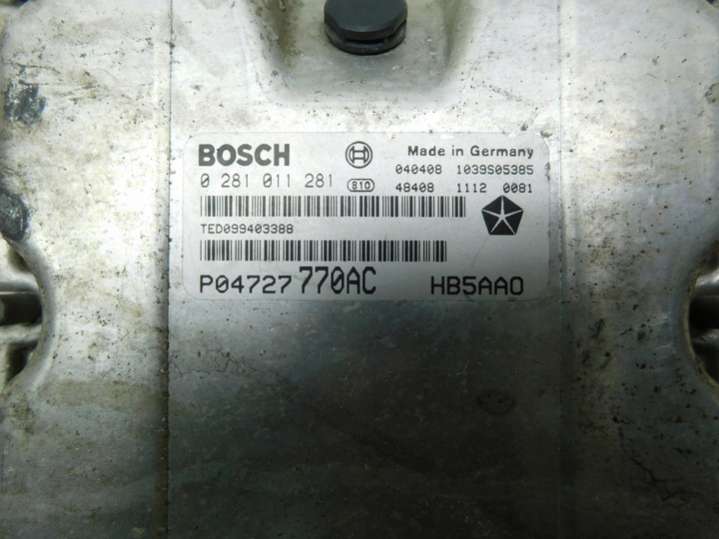 BOSCH Made in Germany
040408 1039S05385
0 281 011 281 810 48408 1112 0081
TED099403388
P04727770AC HB5AA0